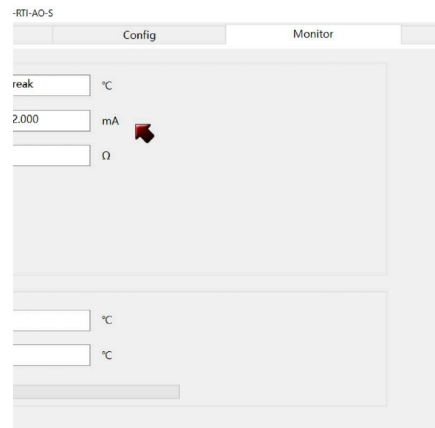 -RTI-AO-S
Config Monitor
reak ℃
2.000 mA
Ω
℃
℃